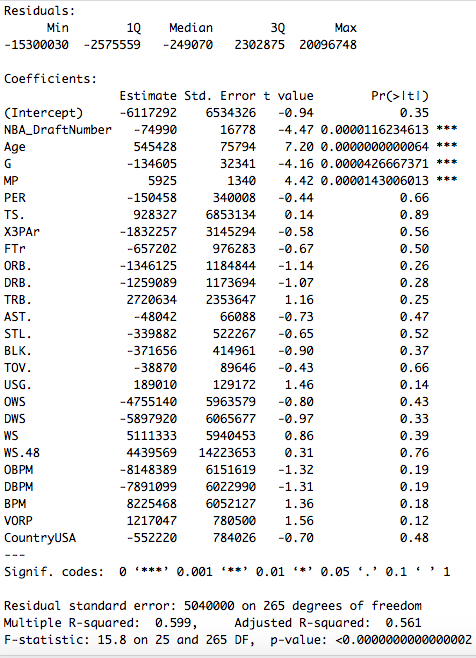 Residuals:
Min 1Q Median 3Q Max
-15300030 -2575559 -249070 2302875 20096748
Coefficients:
Estimate Std. Error t value Pr(>|t|)
(Intercept) -6117292 6534326 -0.94 0.35
NBA_DraftNumber -74990 16778 -4.47 0.0000116234613 ***
Age 545428 75794 7.20 0.0000000000064 ***
G -134605 32341 -4.16 0.0000426667371 ***
MP 5925 1340 4.42 0.0000143006013 ***
PER -150458 340008 -0.44 0.66
TS. 928327 6853134 0.14 0.89
X3PAr -1832257 3145294 -0.58 0.56
FTr -657202 976283 -0.67 0.50
ORB. -1346125 1184844 -1.14 0.26
DRB. -1259089 1173694 -1.07 0.28
TRB. 2720634 2353647 1.16 0.25
AST. -48042 66088 -0.73 0.47
STL. -339882 522267 -0.65 0.52
BLK. -371656 414961 -0.90 0.37
TOV. -38870 89646 -0.43 0.66
USG. 189010 129172 1.46 0.14
OWS -4755140 5963579 -0.80 0.43
DWS -5897920 6065677 -0.97 0.33
WS 5111333 5940453 0.86 0.39
WS.48 4439569 14223653 0.31 0.76
OBPM -8148389 6151619 -1.32 0.19
DBPM -7891099 6022990 -1.31 0.19
BPM 8225468 6052127 1.36 0.18
VORP 1217047 780500 1.56 0.12
CountryUSA -552220 784026 -0.70 0.48
---
Signif. codes: 0 ‘***’ 0.001 ‘**’ 0.01 ‘*’ 0.05 ‘.’ 0.1 ‘ ’ 1
Residual standard error: 5040000 on 265 degrees of freedom
Multiple R-squared: 0.599, Adjusted R-squared: 0.561
F-statistic: 15.8 on 25 and 265 DF, p-value: <0.0000000000000002